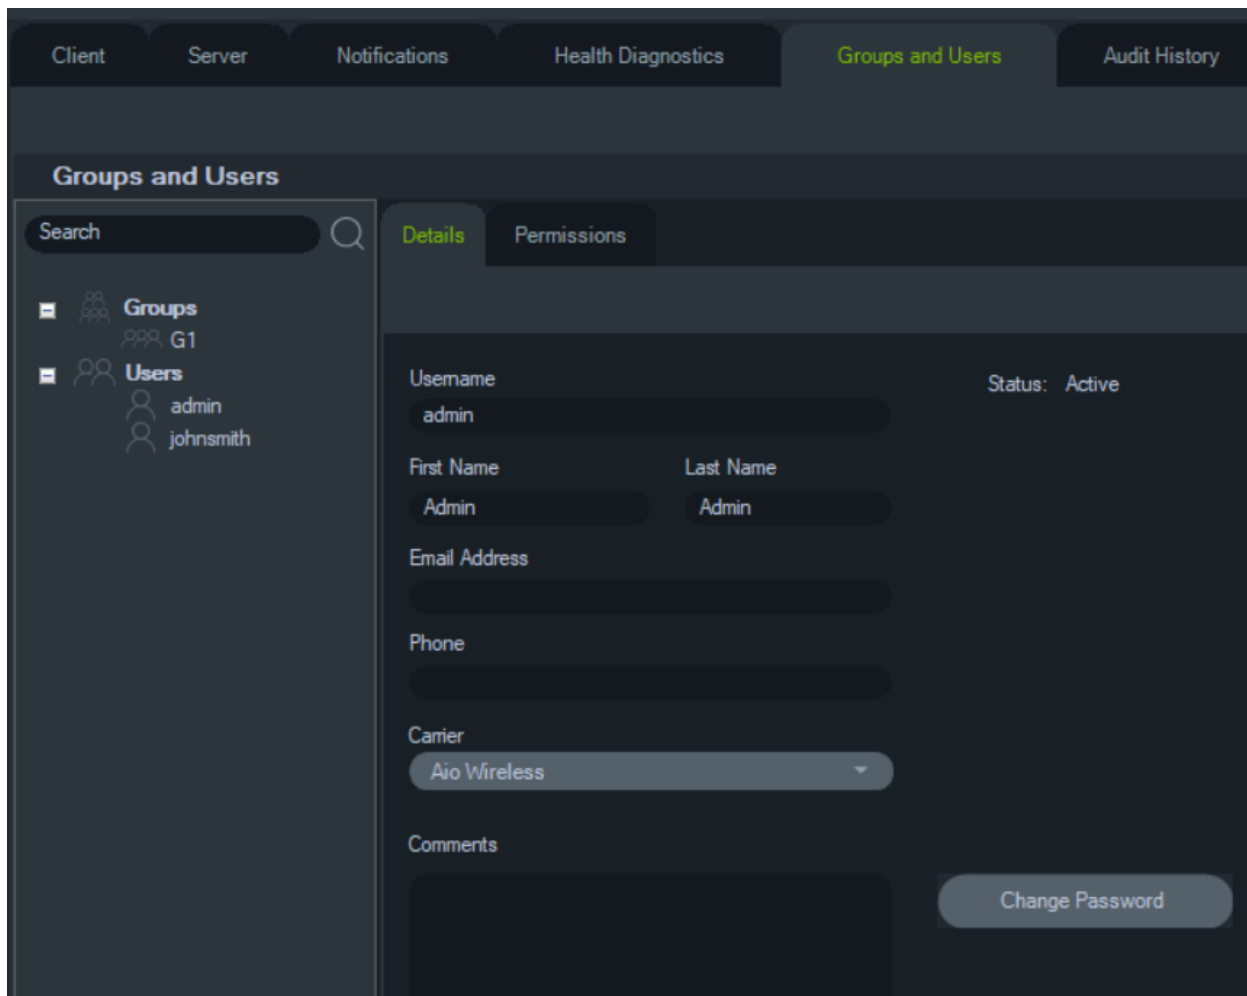 Client Server Notifications Health Diagnostics Groups and Users Audit History
Groups and Users
Search
Details Permissions
Groups
G1
Users
admin
johnsmith
Username
Status: Active
admin
First Name Last Name
Admin Admin
Email Address
Phone
Carrier
Aio Wireless
Comments
Change Password